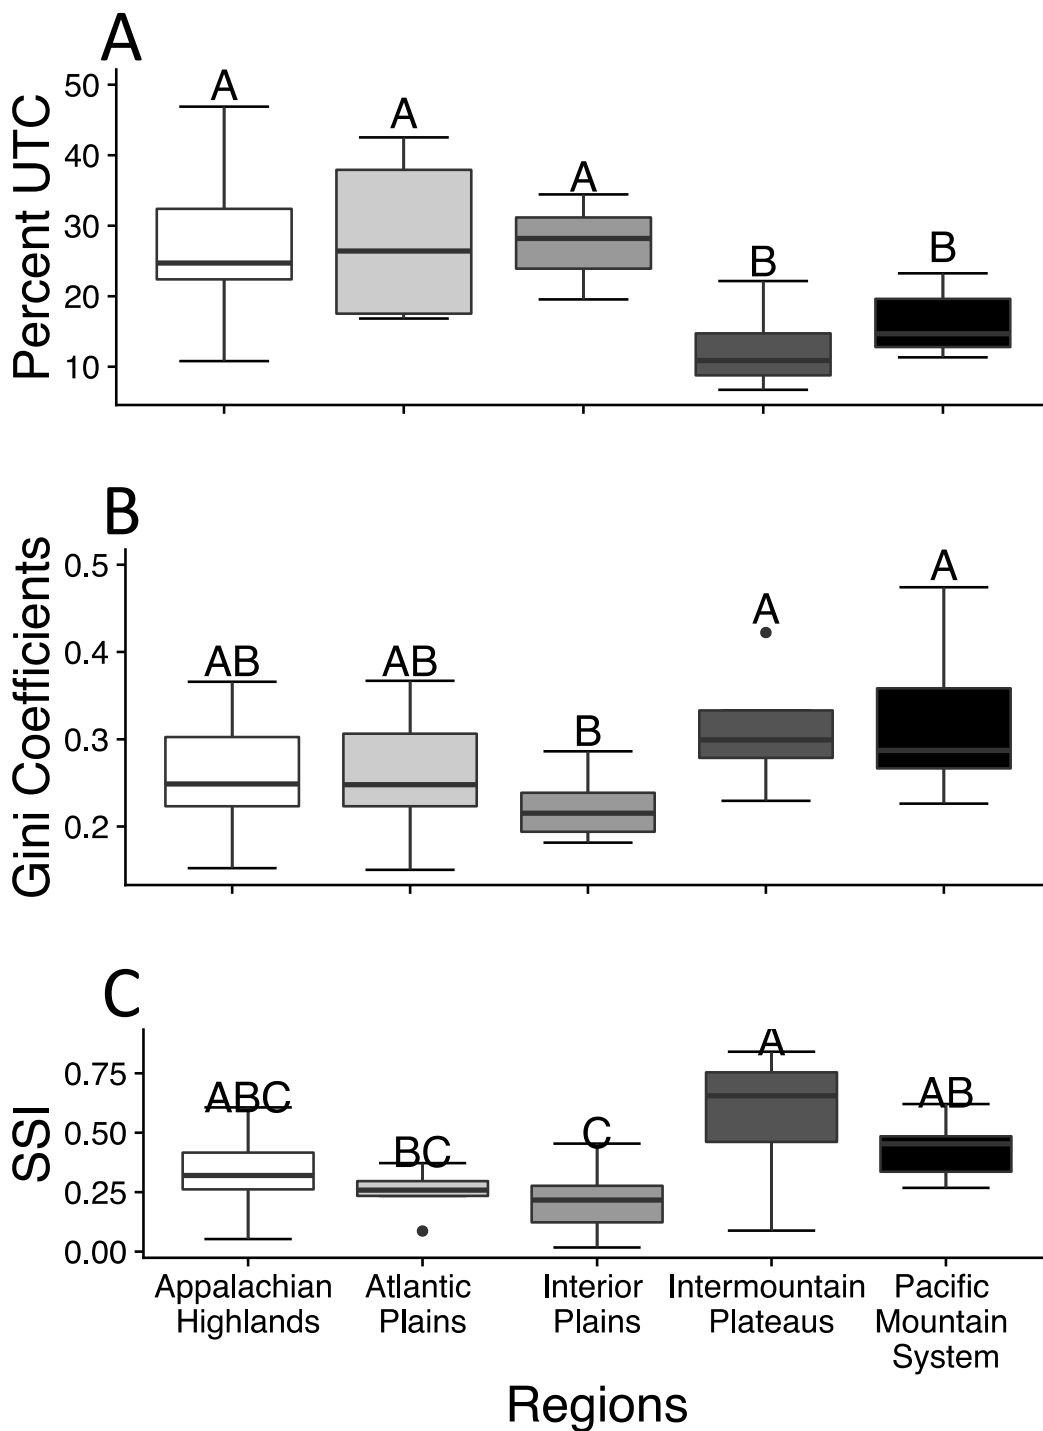 A
Percent UTC
50
40
30
20
10
A
A
A
B
B
B
Gini Coefficients
0.5
0.4
0.3
0.2
AB
AB
B
A
A
C
SSI
0.75
0.50
0.25
0.00
ABC
BC
C
A
AB
Appalachian
Highlands
Atlantic
Plains
Interior
Plains
Intermountain
Plateaus
Pacific
Mountain
System
Regions